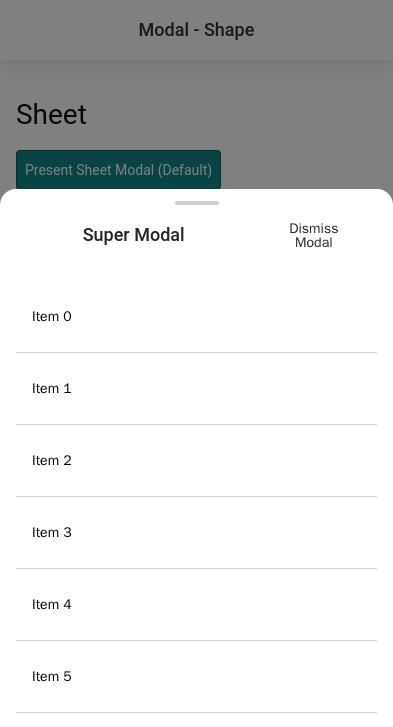 Modal - Shape
Sheet
Present Sheet Modal (Default)
Super Modal
Dismiss
Modal
Item 0
Item 1
Item 2
Item 3
Item 4
Item 5